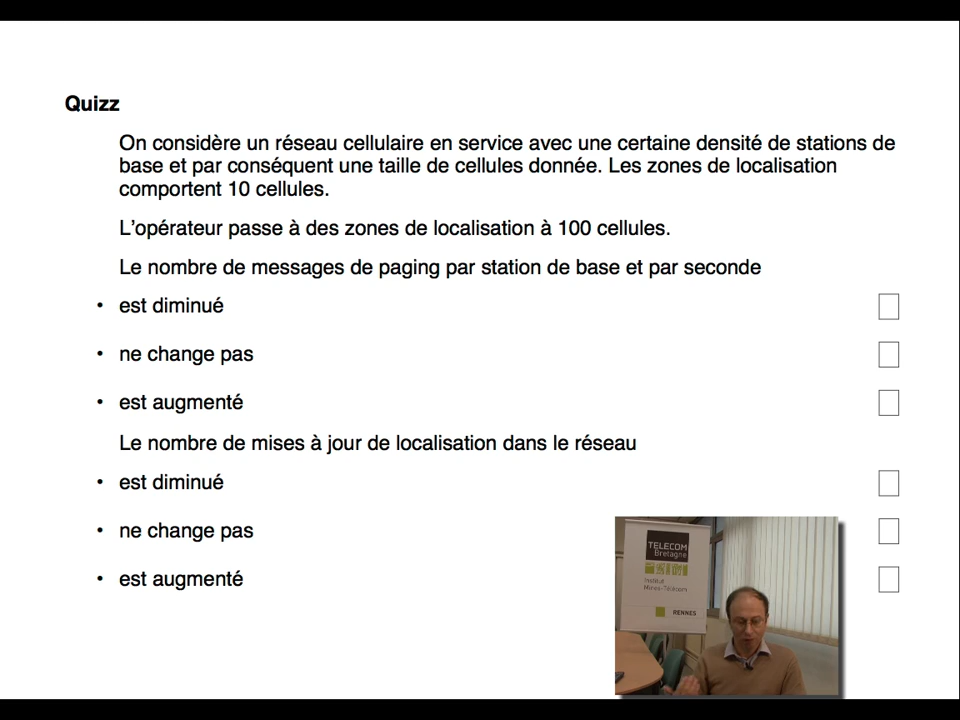 Quizz
On considère un réseau cellulaire en service avec une certaine densité de stations de
base et par conséquent une taille de cellules donnée. Les zones de localisation
comportent 10 cellules.
L'opérateur passe à des zones de localisation à 100 cellules.
Le nombre de messages de paging par station de base et par seconde
• est diminué
• ne change pas
• est augmenté
Le nombre de mises à jour de localisation dans le réseau
• est diminué
• ne change pas
• est augmenté
TELECOM
Bretagne
Institut
Mines-Télécom
RENNES